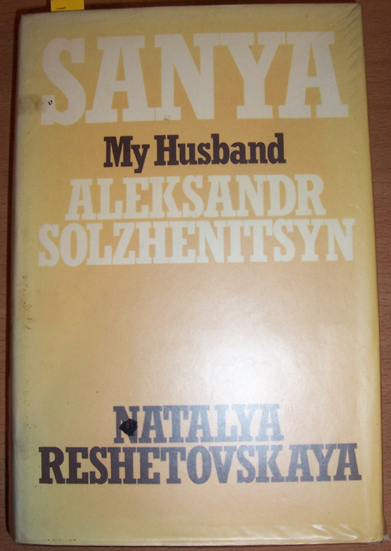 SANYA
My Husband
ALEKSANDR
SOLZHENITSYN
NATALYA
RESHETOVSKAYA